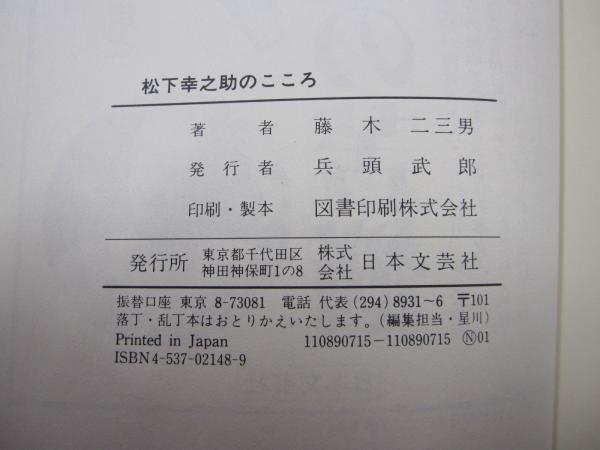 松下幸之助のこころ
著者 藤木二三男
発行者 兵頭武郎
印刷・製本 図書印刷株式会社
発行所 東京都千代田区神田神保町1の8 株式会社 日本文芸社
振替口座 東京 8-73081 電話 代表(294)8931〜6 〒101
落丁・乱丁本はおとりかえいたします。(編集担当・星川)
Printed in Japan 110890715−110890715 Ⓝ01
ISBN4-537-02148-9